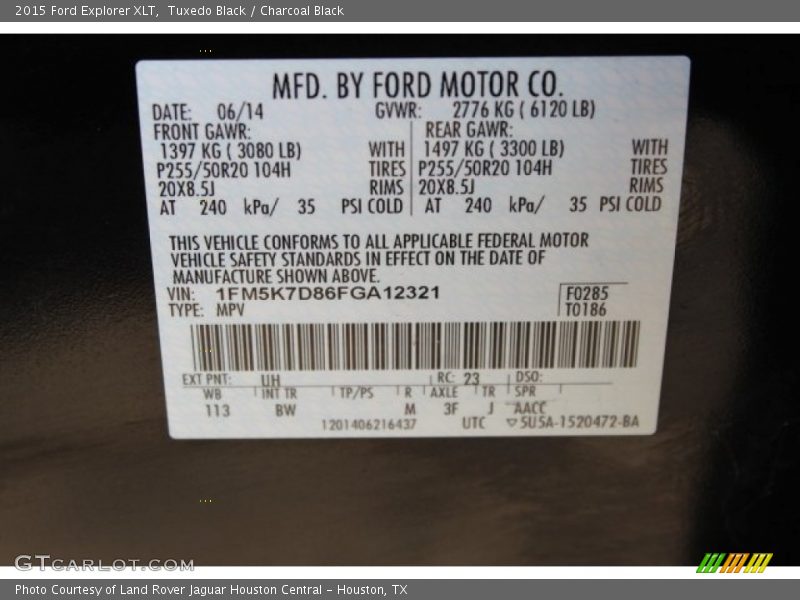 2015 Ford Explorer XLT,  Tuxedo Black / Charcoal Black
MFD. BY FORD MOTOR CO.
DATE: 06/14 GVWR: 2776 KG ( 6120 LB)
FRONT GAWR: REAR GAWR:
1397 KG ( 3080 LB) WITH 1497 KG ( 3300 LB) WITH
P255/50R20 104H TIRES P255/50R20 104H TIRES
20X8.5J RIMS 20X8.5J RIMS
AT 240 kPa/ 35 PSI COLD AT 240 kPa/ 35 PSI COLD
THIS VEHICLE CONFORMS TO ALL APPLICABLE FEDERAL MOTOR
VEHICLE SAFETY STANDARDS IN EFFECT ON THE DATE OF
MANUFACTURE SHOWN ABOVE.
VIN: 1FM5K7D86FGA12321 F0285
TYPE: MPV T0186
EXT PNT: UH RC: 23 DSO:
WB INT TR TP/PS R AXLE TR SPR
113 BW M 3F J AACC
1201406216437 UTC ▽5U5A-1520472-BA
GTCARLOT.COM
Photo Courtesy of Land Rover Jaguar Houston Central - Houston, TX